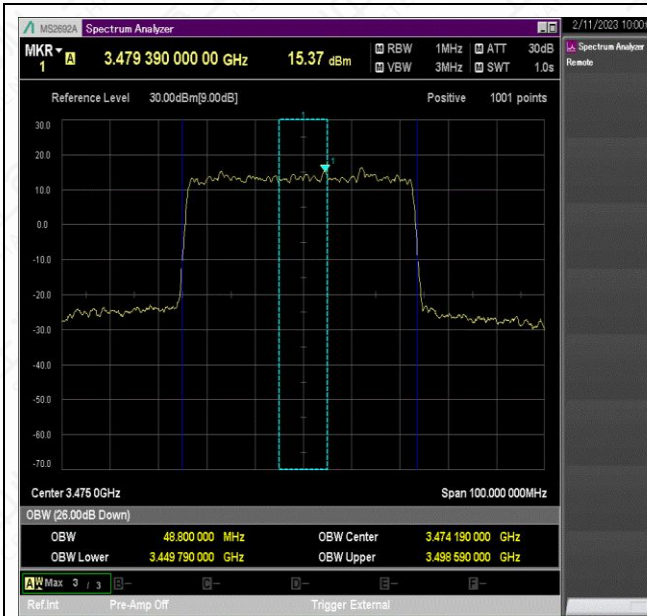 MS2692A Spectrum Analyzer
2/11/2023 10:00:
MKR 1 A 3.479 390 000 00 GHz 15.37 dBm
M RBW 1MHz M ATT 30dB
M VBW 3MHz M SWT 1.0s
Spectrum Analyzer
Remote
Reference Level 30.00dBm[9.00dB] Positive 1001 points
1
30.0
20.0
1
10.0
0.0
-10.0
-20.0
-30.0
-40.0
-50.0
-60.0
-70.0
Center 3.475 0GHz Span 100.000 000MHz
OBW (26.00dB Down)
OBW 48.800 000 MHz OBW Center 3.474 190 000 GHz
OBW Lower 3.449 790 000 GHz OBW Upper 3.498 590 000 GHz
A W Max 3 / 3 B- C- D- E- F-
Ref.Int Pre-Amp Off Trigger External